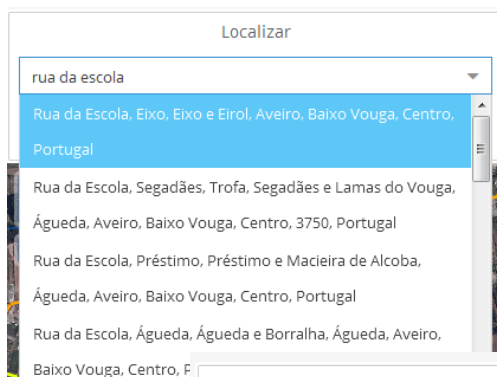 Localizar
rua da escola
Rua da Escola, Eixo, Eixo e Eirol, Aveiro, Baixo Vouga, Centro,
Portugal
Rua da Escola, Segadães, Trofa, Segadães e Lamas do Vouga,
Águeda, Aveiro, Baixo Vouga, Centro, 3750, Portugal
Rua da Escola, Préstimo, Préstimo e Macieira de Alcoba,
Águeda, Aveiro, Baixo Vouga, Centro, Portugal
Rua da Escola, Águeda, Águeda e Borralha, Águeda, Aveiro,
Baixo Vouga, Centro,